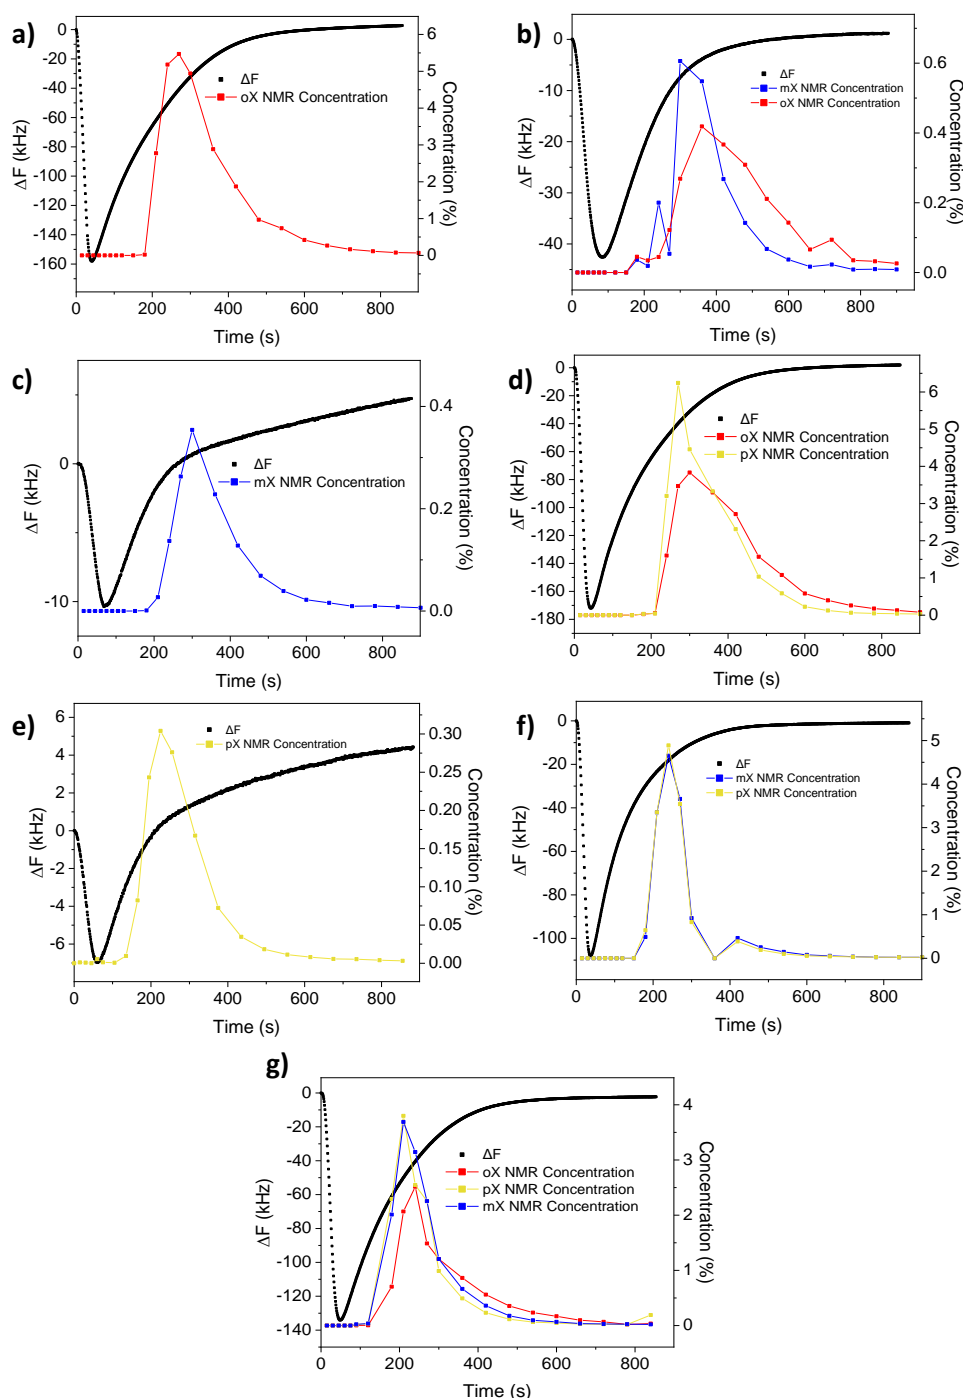 a)
0
-20
-40
-60
-80
-100
-120
-140
-160
ΔF (kHz)
ΔF
oX NMR Concentration
6
5
4
3
2
1
0
Concentration (%)
0 200 400 600 800
Time (s)
b)
0
-10
-20
-30
-40
ΔF (kHz)
ΔF
mX NMR Concentration
oX NMR Concentration
0.6
0.4
0.2
0.0
Concentration (%)
0 200 400 600 800
Time (s)
c)
0
-10
ΔF (kHz)
ΔF
mX NMR Concentration
0.4
0.2
0.0
Concentration (%)
0 200 400 600 800
Time (s)
d)
0
-20
-40
-60
-80
-100
-120
-140
-160
-180
ΔF (kHz)
ΔF
oX NMR Concentration
pX NMR Concentration
6
5
4
3
2
1
0
Concentration (%)
0 200 400 600 800
Time (s)
e)
6
4
2
0
-2
-4
-6
ΔF (kHz)
ΔF
pX NMR Concentration
0.30
0.25
0.20
0.15
0.10
0.05
0.00
Concentration (%)
0 200 400 600 800
Time (s)
f)
0
-20
-40
-60
-80
-100
ΔF (kHz)
ΔF
mX NMR Concentration
pX NMR Concentration
5
4
3
2
1
0
Concentration (%)
0 200 400 600 800
Time (s)
g)
0
-20
-40
-60
-80
-100
-120
-140
ΔF (kHz)
ΔF
oX NMR Concentration
pX NMR Concentration
mX NMR Concentration
4
3
2
1
0
Concentration (%)
0 200 400 600 800
Time (s)